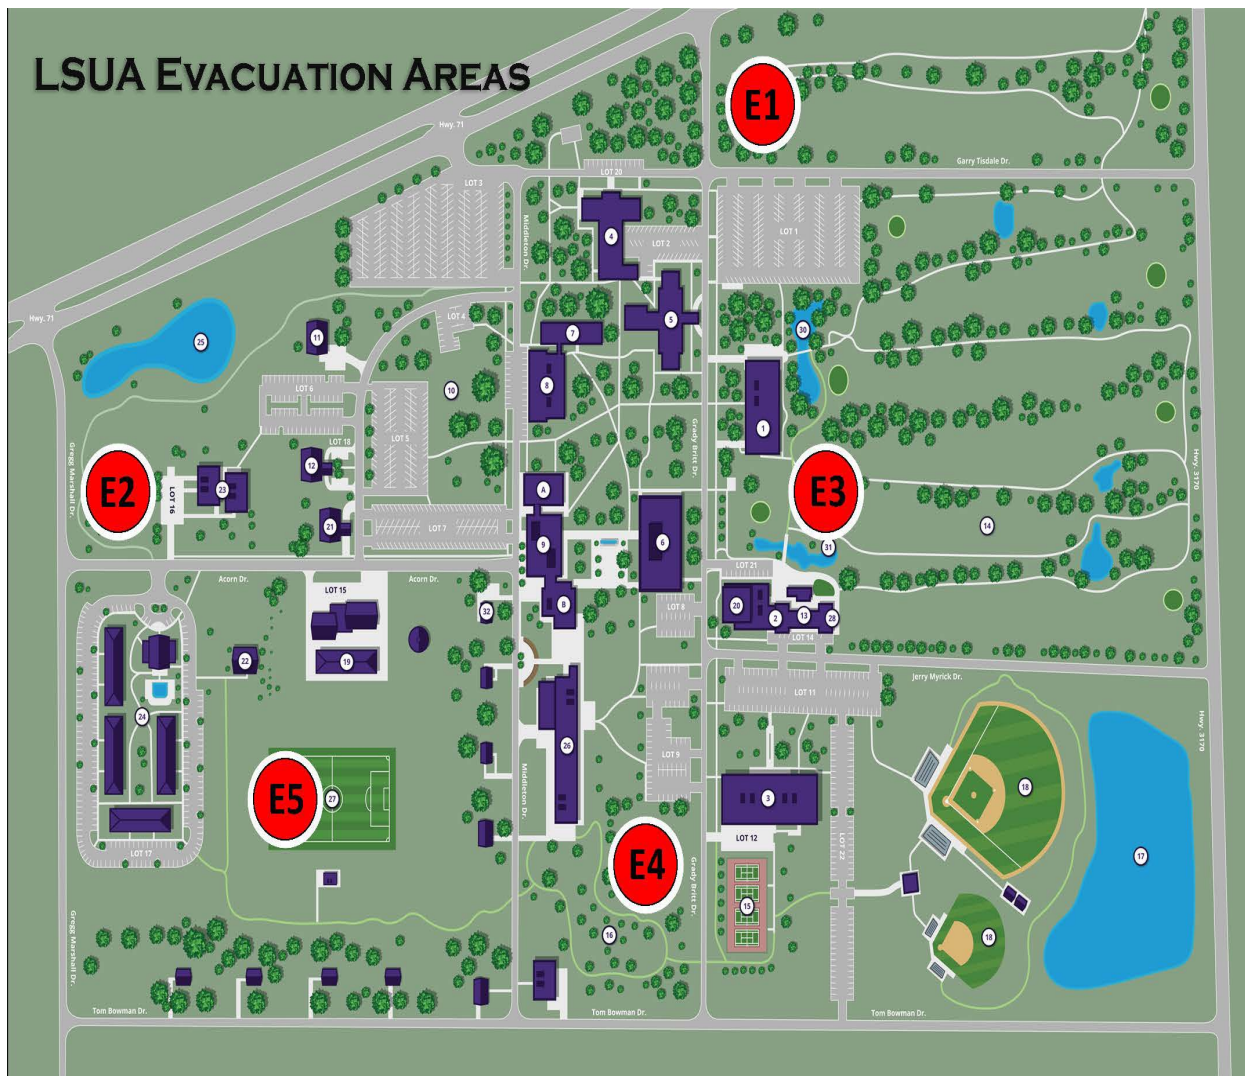 LSUA EVACUATION AREAS
E1
Hwy. 71
Garry Tisdale Dr.
LOT 20
LOT 3
Middleton Dr.
4
LOT 2
LOT 1
Hwy. 71
25
11
LOT 4
5
7
30
LOT 6
8
10
1
LOT 5
LOT 18
Grady Britt Dr.
Gregg Marshall Dr.
E2
LOT 16
23
12
A
E3
Hwy. 3170
21
LOT 7
9
6
14
31
Acorn Dr.
LOT 15
Acorn Dr.
LOT 21
32
B
LOT 8
20
2
13
28
LOT 14
22
19
Jerry Myrick Dr.
24
LOT 11
26
LOT 9
Hwy. 3170
E5
27
Middleton Dr.
3
18
LOT 17
E4
LOT 12
LOT 22
17
Grady Britt Dr.
15
16
18
Gregg Marshall Dr.
Tom Bowman Dr.
Tom Bowman Dr.
Tom Bowman Dr.